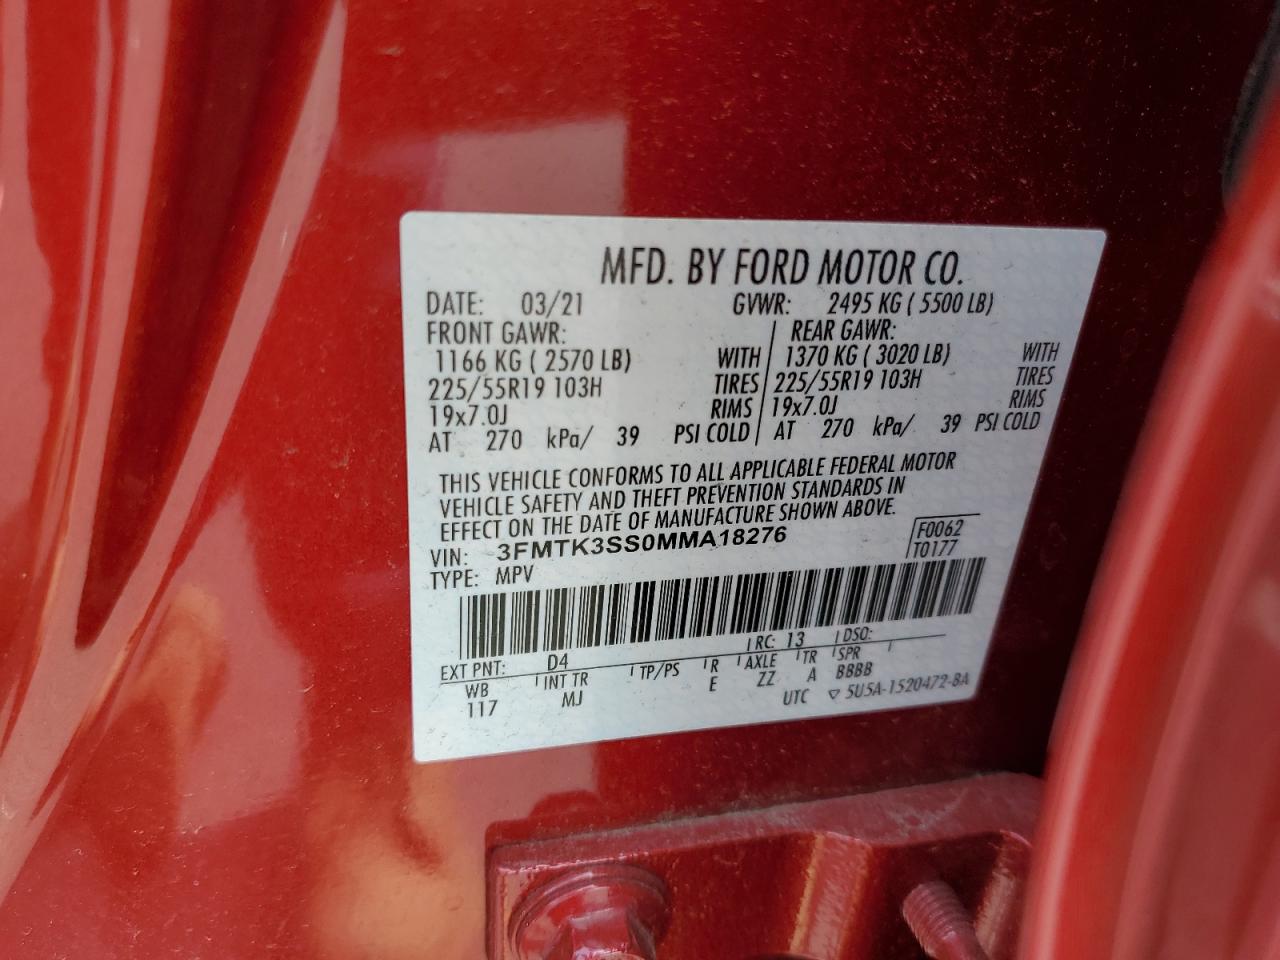 MFD. BY FORD MOTOR CO.
DATE: 03/21 GVWR: 2495 KG ( 5500 LB)
FRONT GAWR: REAR GAWR:
1166 KG ( 2570 LB) WITH 1370 KG ( 3020 LB) WITH
225/55R19 103H TIRES 225/55R19 103H TIRES
19x7.0J RIMS 19x7.0J RIMS
AT 270 kPa/ 39 PSI COLD AT 270 kPa/ 39 PSI COLD
THIS VEHICLE CONFORMS TO ALL APPLICABLE FEDERAL MOTOR
VEHICLE SAFETY AND THEFT PREVENTION STANDARDS IN
EFFECT ON THE DATE OF MANUFACTURE SHOWN ABOVE.
VIN: 3FMTK3SS0MMA18276 F0062
TYPE: MPV T0177
EXT PNT: D4 RC: 13 DSO:
WB INT TR TP/PS R AXLE TR SPR
117 MJ E ZZ A BBBB
UTC ▽ 5U5A-1520472-BA